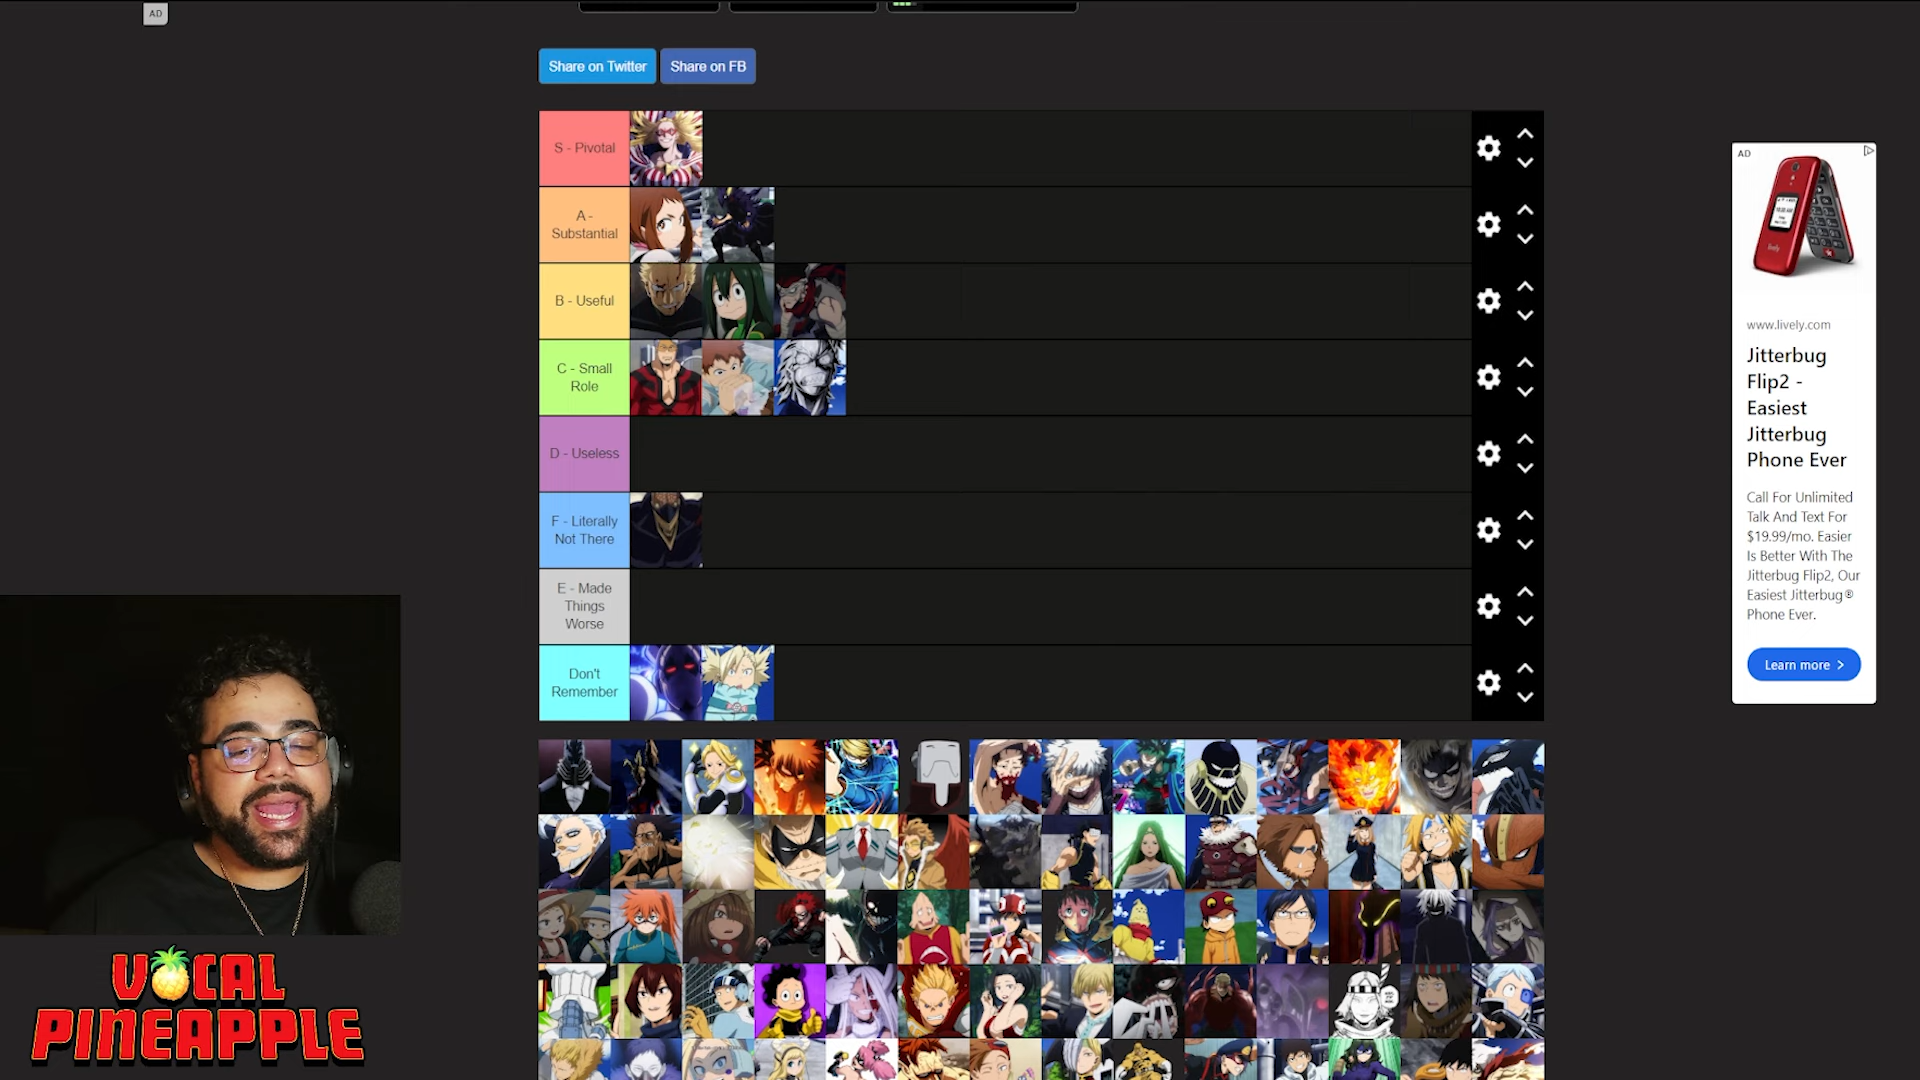 AD
Share on Twitter
Share on FB
S - Pivotal
A -
Substantial
B - Useful
C - Small
Role
D - Useless
F - Literally
Not There
E - Made
Things
Worse
Don't
Remember
AD
lively
www.lively.com
Jitterbug
Flip2 -
Easiest
Jitterbug
Phone Ever
Call For Unlimited
Talk And Text For
$19.99/mo. Easier
Is Better With The
Jitterbug Flip2, Our
Easiest Jitterbug®
Phone Ever.
Learn more
VOCAL
PINEAPPLE